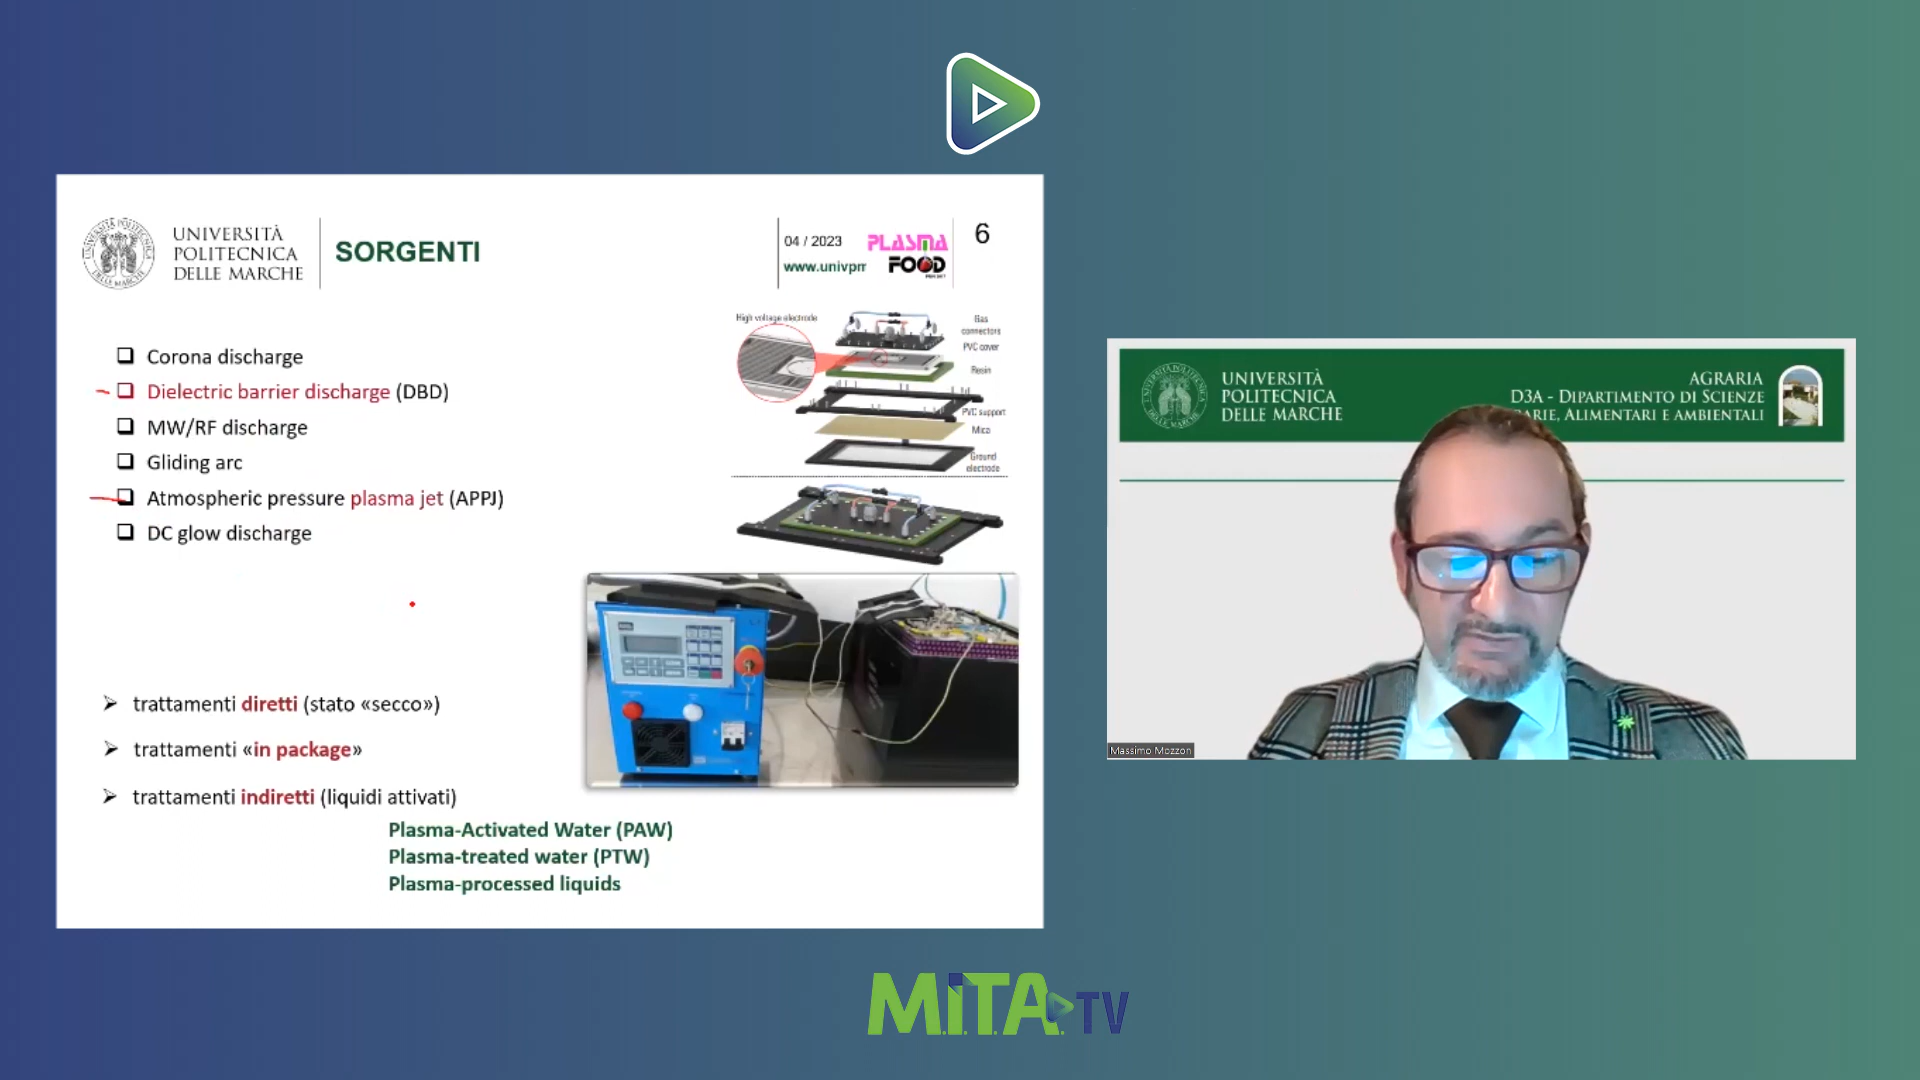 UNIVERSITÀ
POLITECNICA
DELLE MARCHE
SORGENTI
04 / 2023
www.univpm
PLASMA
FOOD
6
Corona discharge
Dielectric barrier discharge (DBD)
MW/RF discharge
Gliding arc
Atmospheric pressure plasma jet (APPJ)
DC glow discharge
High voltage electrode
Gas
connectors
PVC cover
Resin
PVC support
Mica
Ground
electrode
trattamenti diretti (stato «secco»)
trattamenti «in package»
trattamenti indiretti (liquidi attivati)
Plasma-Activated Water (PAW)
Plasma-treated water (PTW)
Plasma-processed liquids
UNIVERSITÀ
POLITECNICA
DELLE MARCHE
AGRARIA
D3A - DIPARTIMENTO DI SCIENZE
ARIE, ALIMENTARI E AMBIENTALI
Massimo Mozzon
M.I.T.A. TV